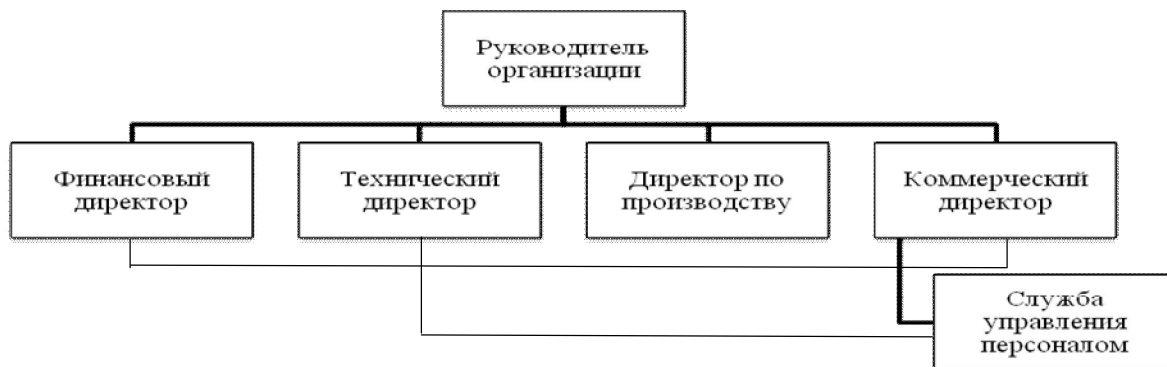 Руководитель
организации
Финансовый
директор
Технический
директор
Директор по
производству
Коммерческий
директор
Служба
управления
персоналом